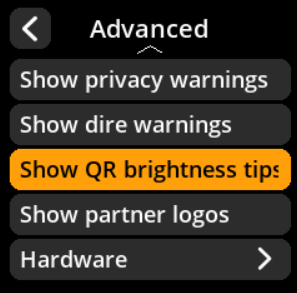 Advanced
Show privacy warnings
Show dire warnings
Show QR brightness tips
Show partner logos
Hardware